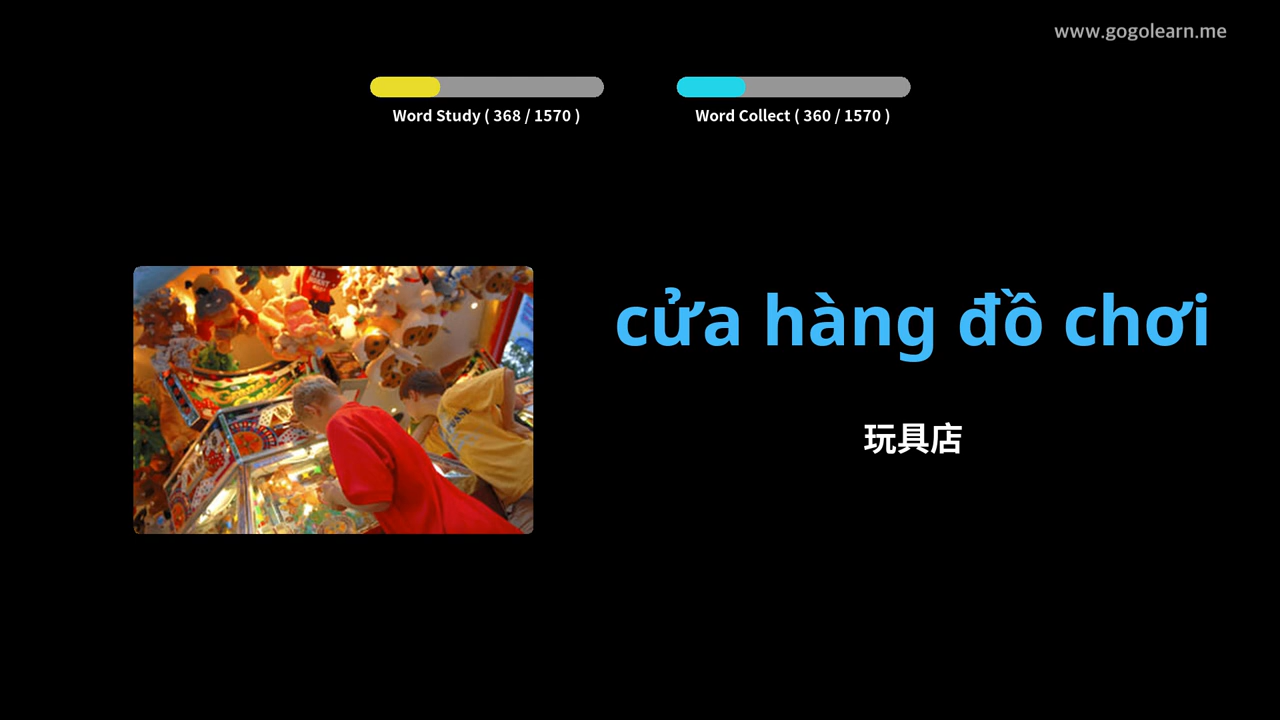 www.gogolearn.me
Word Study ( 368 / 1570 )
Word Collect ( 360 / 1570 )
cửa hàng đồ chơi
玩具店